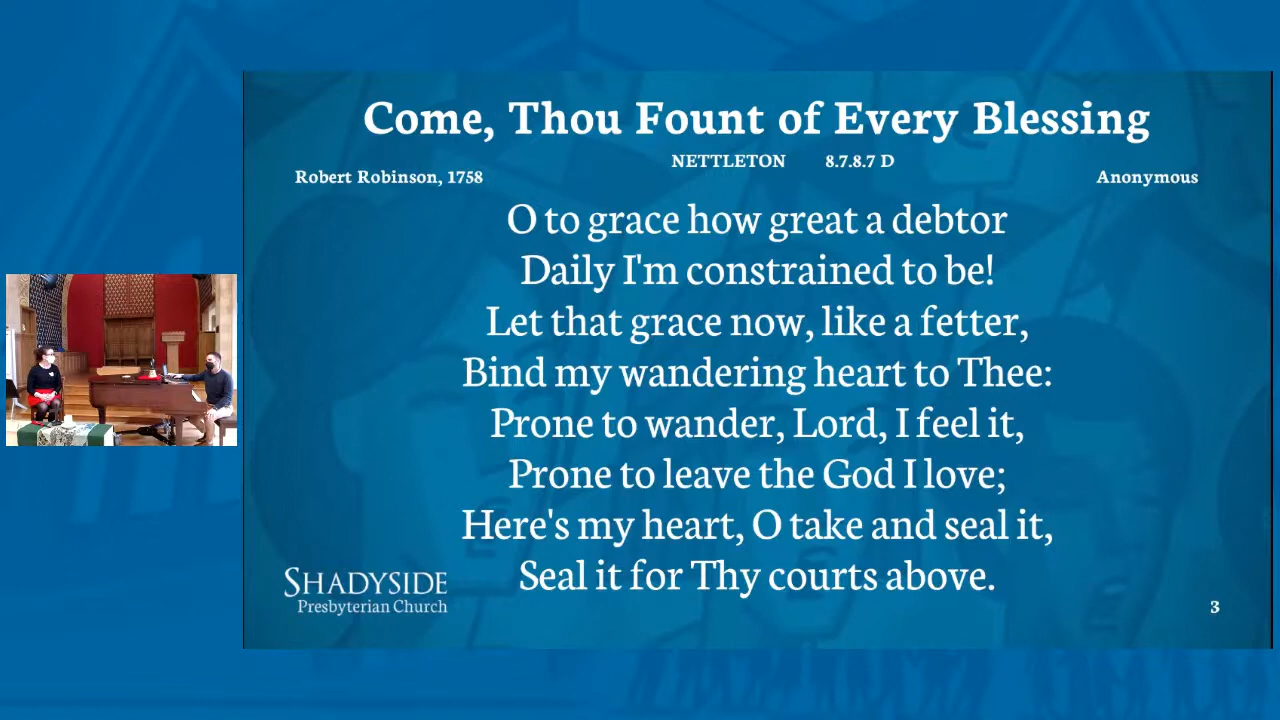 Come, Thou Fount of Every Blessing
NETTLETON 8.7.8.7 D
Robert Robinson, 1758
Anonymous
O to grace how great a debtor
Daily I'm constrained to be!
Let that grace now, like a fetter,
Bind my wandering heart to Thee:
Prone to wander, Lord, I feel it,
Prone to leave the God I love;
Here's my heart, O take and seal it,
Seal it for Thy courts above.
SHADYSIDE
Presbyterian Church
3